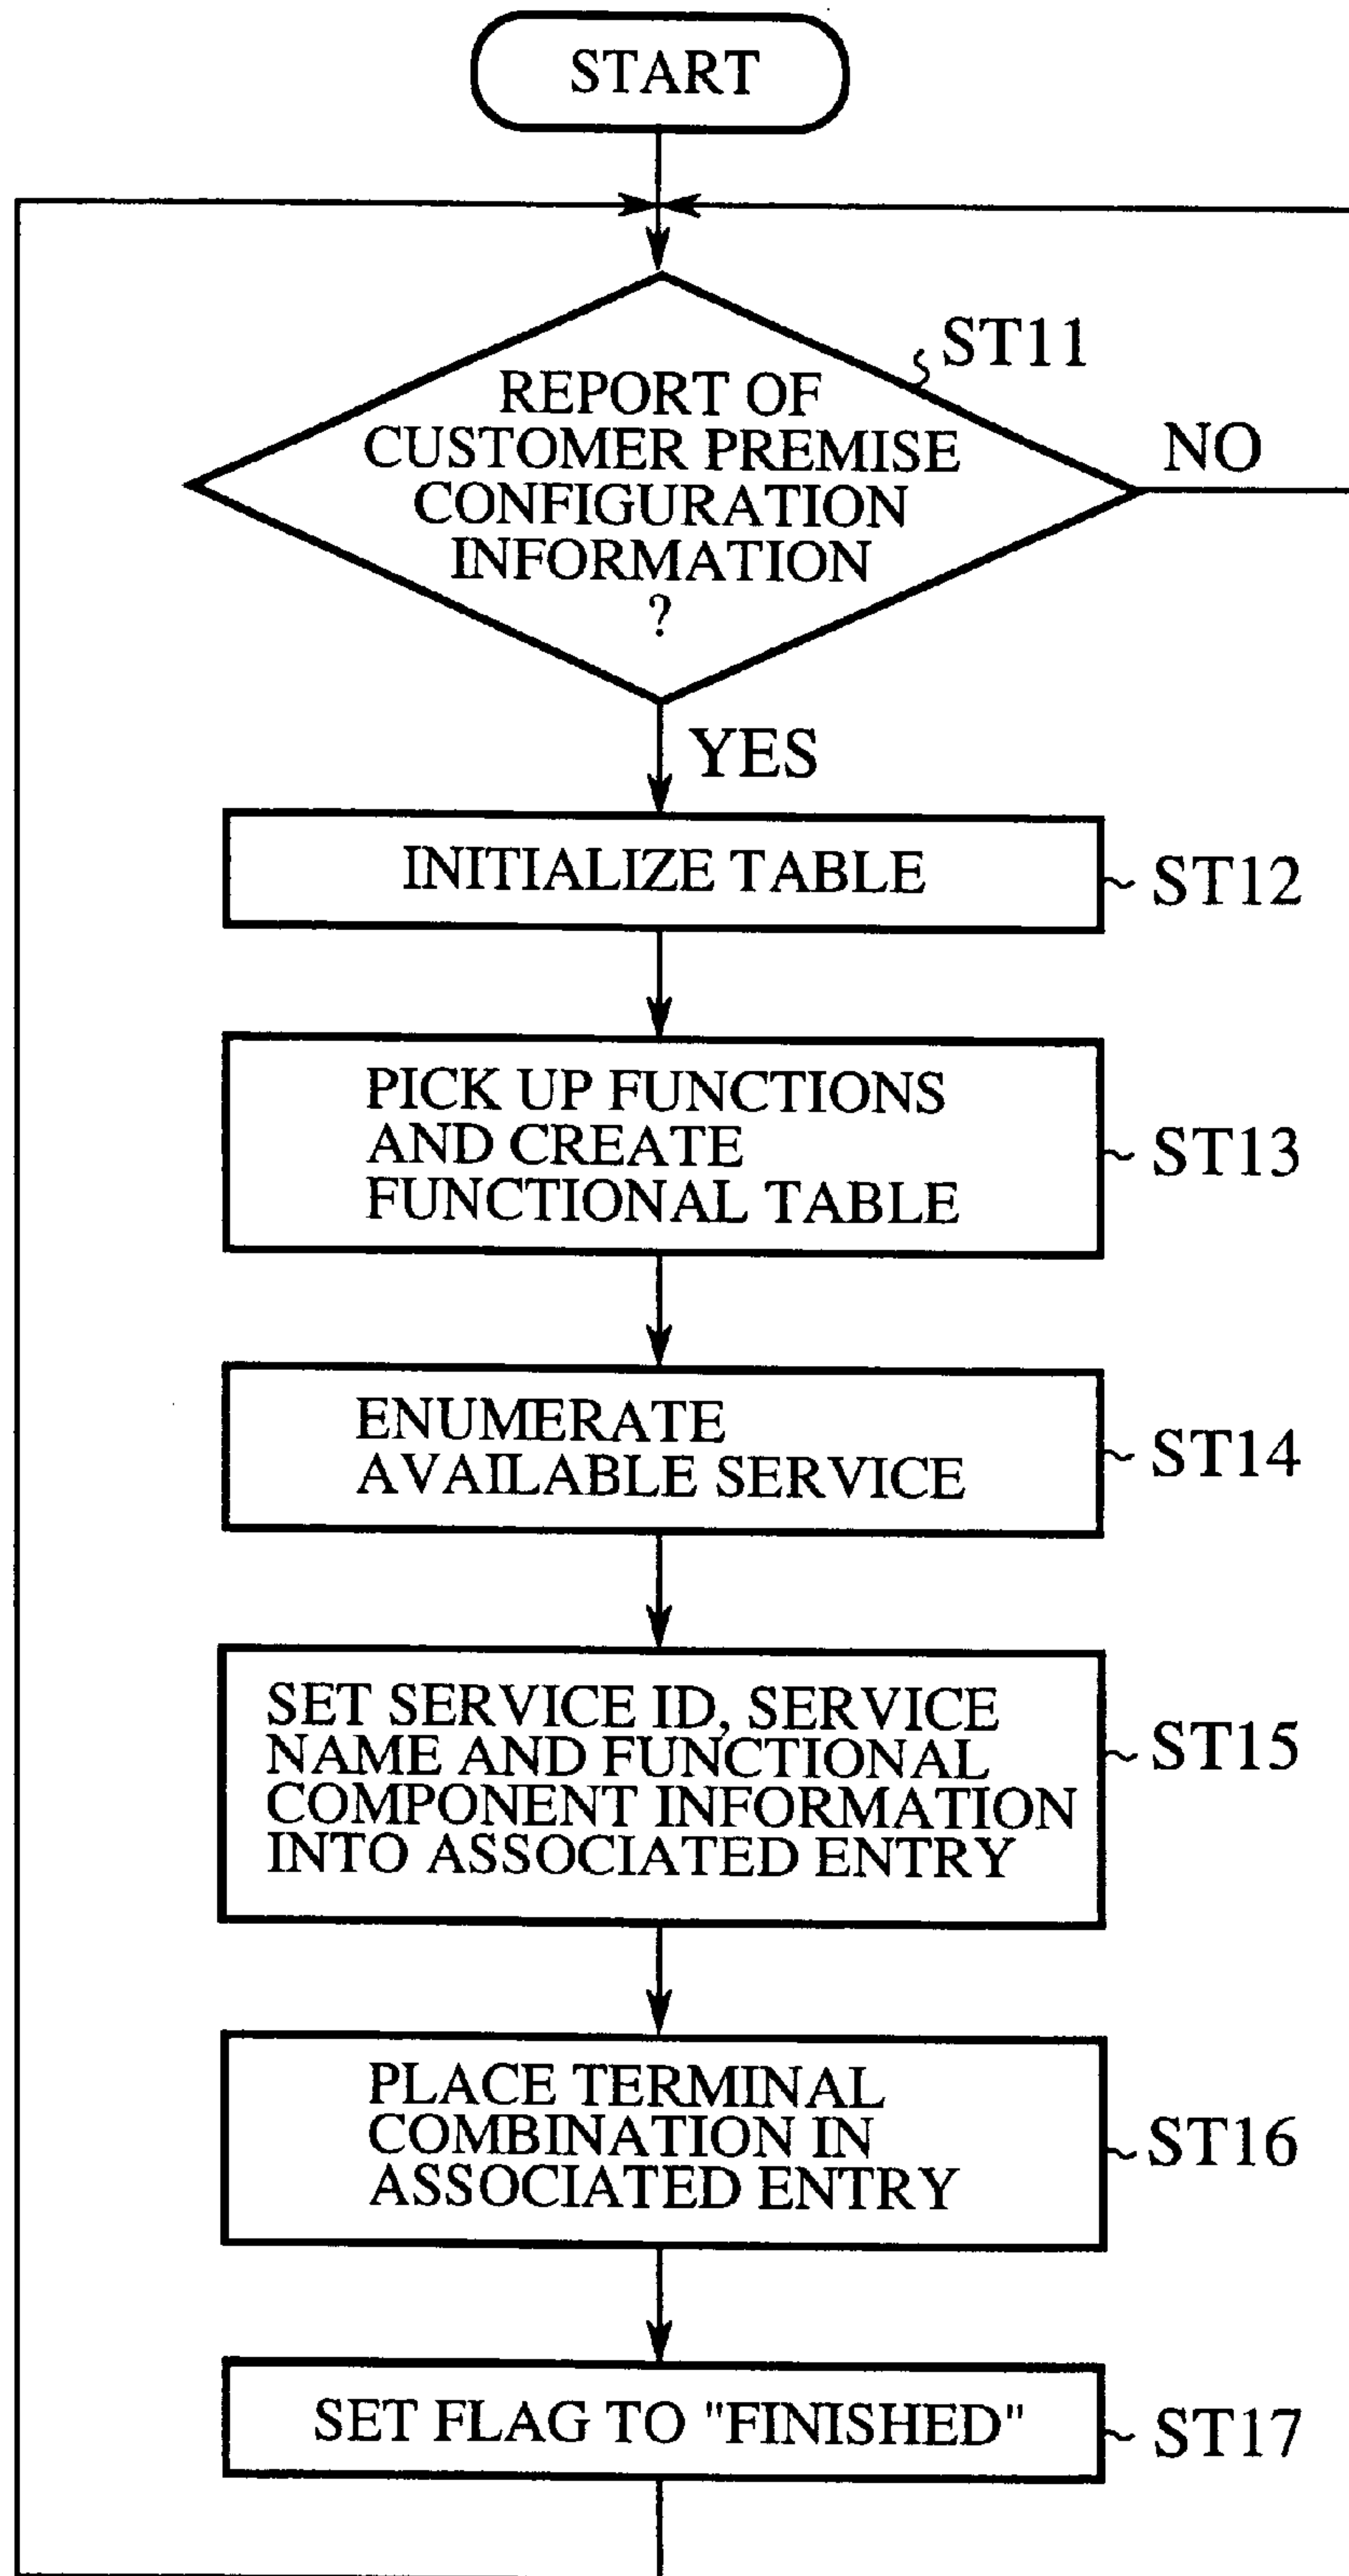 START
ST11
REPORT OF
CUSTOMER PREMISE
CONFIGURATION
INFORMATION
?
NO
YES
INITIALIZE TABLE
ST12
PICK UP FUNCTIONS
AND CREATE
FUNCTIONAL TABLE
ST13
ENUMERATE
AVAILABLE SERVICE
ST14
SET SERVICE ID, SERVICE
NAME AND FUNCTIONAL
COMPONENT INFORMATION
INTO ASSOCIATED ENTRY
ST15
PLACE TERMINAL
COMBINATION IN
ASSOCIATED ENTRY
ST16
SET FLAG TO "FINISHED"
ST17